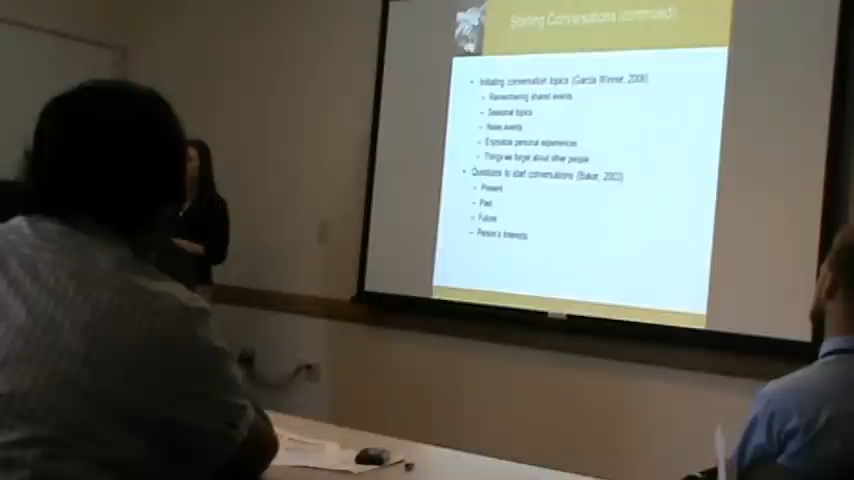 Starting Conversations (continued)
• Initiating conversation topics (Garcia Winner, 2006)
– Remembering shared events
– Seasonal topics
– News events
– Enjoyable personal experiences
– Things we forget about other people
• Questions to start conversations (Baker, 2003)
– Present
– Past
– Future
– Person's Interests